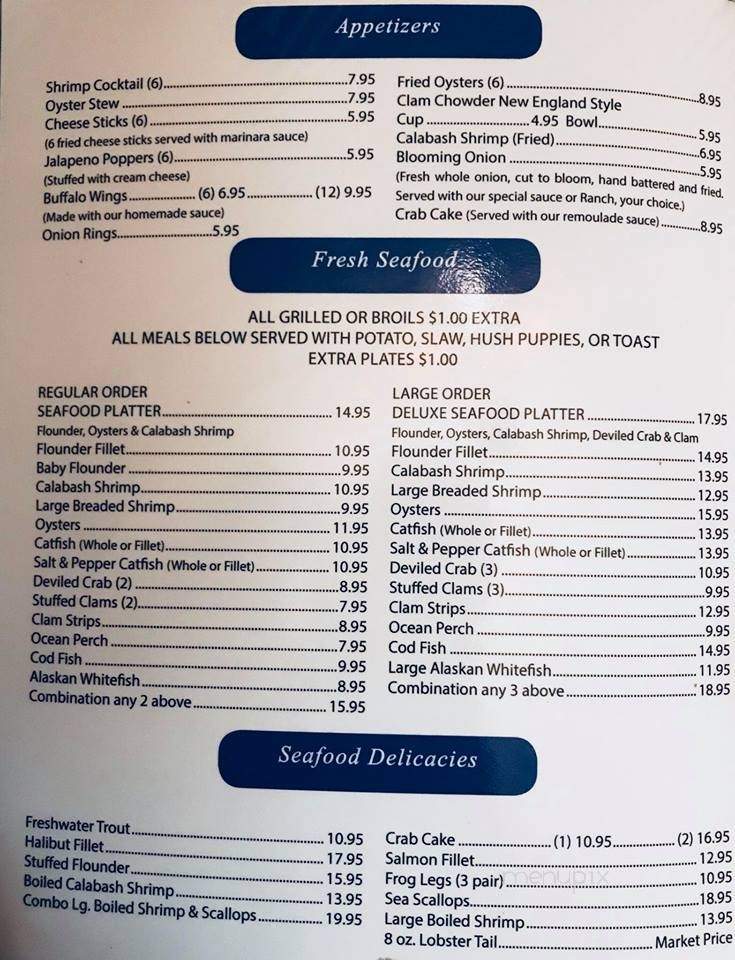 Appetizers
Shrimp Cocktail (6)..........7.95
Oyster Stew..........7.95
Cheese Sticks (6)..........5.95
(6 fried cheese sticks served with marinara sauce)
Jalapeno Poppers (6)..........5.95
(Stuffed with cream cheese)
Buffalo Wings.......... (6) 6.95.......... (12) 9.95
(Made with our homemade sauce)
Onion Rings..........5.95
Fried Oysters (6)..........8.95
Clam Chowder New England Style
Cup..........4.95 Bowl..........5.95
Calabash Shrimp (Fried)..........6.95
Blooming Onion..........5.95
(Fresh whole onion, cut to bloom, hand battered and fried.
Served with our special sauce or Ranch, your choice.)
Crab Cake (Served with our remoulade sauce)..........8.95
Fresh Seafood
ALL GRILLED OR BROILS $1.00 EXTRA
ALL MEALS BELOW SERVED WITH POTATO, SLAW, HUSH PUPPIES, OR TOAST
EXTRA PLATES $1.00
REGULAR ORDER
SEAFOOD PLATTER.......... 14.95
Flounder, Oysters & Calabash Shrimp
Flounder Fillet.......... 10.95
Baby Flounder..........9.95
Calabash Shrimp.......... 10.95
Large Breaded Shrimp..........9.95
Oysters.......... 11.95
Catfish (Whole or Fillet).......... 10.95
Salt & Pepper Catfish (Whole or Fillet).......... 10.95
Deviled Crab (2)..........8.95
Stuffed Clams (2)..........7.95
Clam Strips..........8.95
Ocean Perch..........7.95
Cod Fish..........9.95
Alaskan Whitefish..........8.95
Combination any 2 above.......... 15.95
LARGE ORDER
DELUXE SEAFOOD PLATTER.......... 17.95
Flounder, Oysters, Calabash Shrimp, Deviled Crab & Clam
Flounder Fillet.......... 14.95
Calabash Shrimp.......... 13.95
Large Breaded Shrimp.......... 12.95
Oysters.......... 15.95
Catfish (Whole or Fillet).......... 13.95
Salt & Pepper Catfish (Whole or Fillet).......... 13.95
Deviled Crab (3).......... 10.95
Stuffed Clams (3)..........9.95
Clam Strips.......... 12.95
Ocean Perch..........9.95
Cod Fish.......... 14.95
Large Alaskan Whitefish.......... 11.95
Combination any 3 above.......... 18.95
Seafood Delicacies
Freshwater Trout.......... 10.95
Halibut Fillet.......... 17.95
Stuffed Flounder.......... 15.95
Boiled Calabash Shrimp.......... 13.95
Combo Lg. Boiled Shrimp & Scallops.......... 19.95
Crab Cake..........(1) 10.95.......... (2) 16.95
Salmon Fillet.......... 12.95
Frog Legs (3 pair).......... 10.95
Sea Scallops..........18.95
Large Boiled Shrimp.......... 13.95
8 oz. Lobster Tail.......... Market Price
menupix